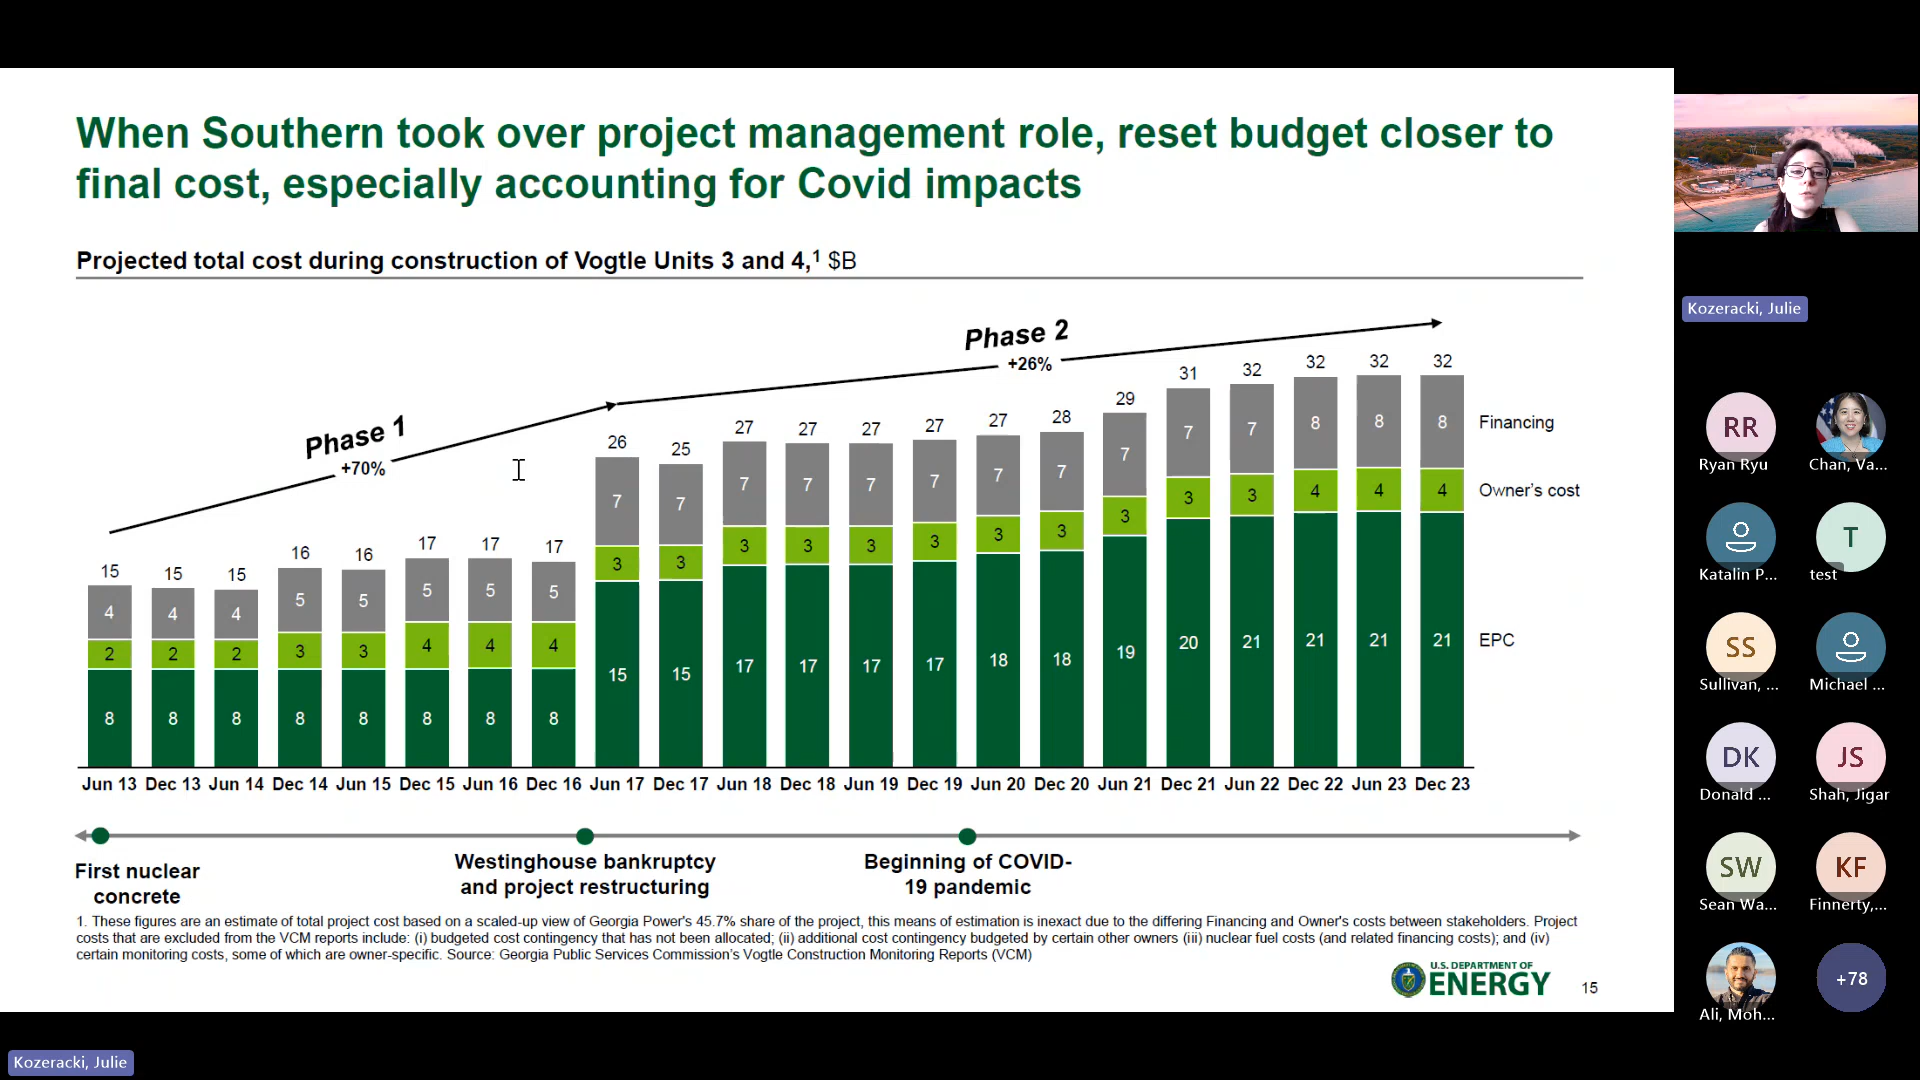 When Southern took over project management role, reset budget closer to
final cost, especially accounting for Covid impacts
Projected total cost during construction of Vogtle Units 3 and 4,¹ $B
Phase 1
+70%
Phase 2
+26%
15 15 15 16 16 17 17 17 26 25 27 27 27 27 27 28 29 31 32 32 32 32
4 4 4 5 5 5 5 5 7 7 7 7 7 7 7 7 7 7 7 8 8 8 Financing
2 2 2 3 3 4 4 4 3 3 3 3 3 3 3 3 3 3 3 4 4 4 Owner's cost
8 8 8 8 8 8 8 8 15 15 17 17 17 17 18 18 19 20 21 21 21 21 EPC
Jun 13 Dec 13 Jun 14 Dec 14 Jun 15 Dec 15 Jun 16 Dec 16 Jun 17 Dec 17 Jun 18 Dec 18 Jun 19 Dec 19 Jun 20 Dec 20 Jun 21 Dec 21 Jun 22 Dec 22 Jun 23 Dec 23
First nuclear
concrete
Westinghouse bankruptcy
and project restructuring
Beginning of COVID-
19 pandemic
1. These figures are an estimate of total project cost based on a scaled-up view of Georgia Power's 45.7% share of the project, this means of estimation is inexact due to the differing Financing and Owner's costs between stakeholders. Project
costs that are excluded from the VCM reports include: (i) budgeted cost contingency that has not been allocated; (ii) additional cost contingency budgeted by certain other owners (iii) nuclear fuel costs (and related financing costs); and (iv)
certain monitoring costs, some of which are owner-specific. Source: Georgia Public Services Commission's Vogtle Construction Monitoring Reports (VCM)
U.S. DEPARTMENT OF
ENERGY
15
Kozeracki, Julie
Kozeracki, Julie
RR
Ryan Ryu
Chan, Va...
Katalin P...
T
test
SS
Sullivan, ...
Michael ...
DK
Donald ...
JS
Shah, Jigar
SW
Sean Wa...
KF
Finnerty,...
Ali, Moh...
+78